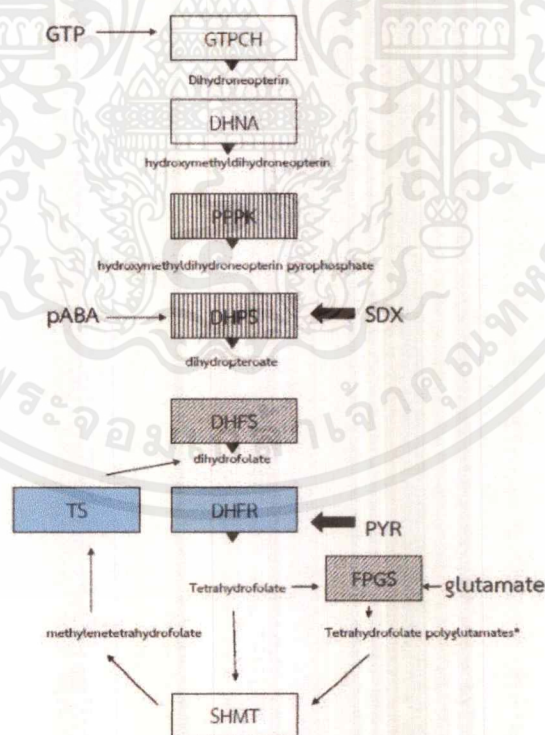 GTP
GTPCH
Dihydroneopterin
DHNA
hydroxymethyldihydroneopterin
PPPK
hydroxymethyldihydroneopterin pyrophosphate
pABA
DHPS
SDX
dihydropteroate
DHFS
dihydrofolate
TS
DHFR
PYR
Tetrahydrofolate
FPGS
glutamate
methylenetetrahydrofolate
Tetrahydrofolate polyglutamates*
SHMT